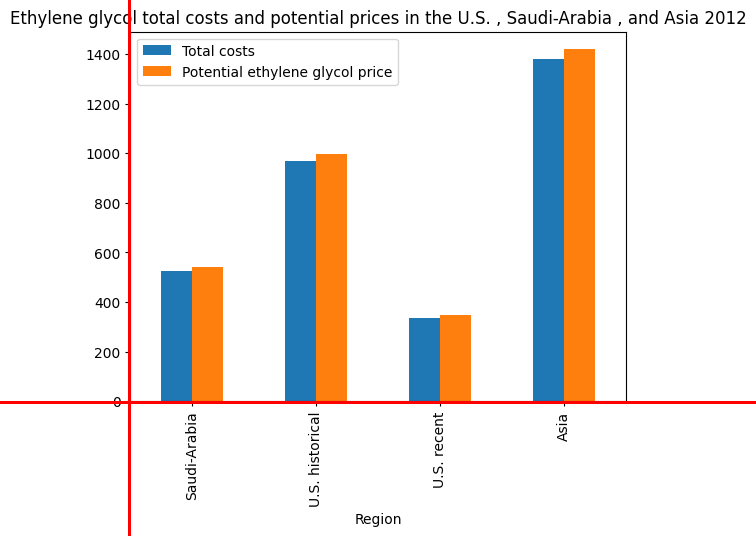 Ethylene glycol total costs and potential prices in the U.S. , Saudi-Arabia , and Asia 2012
Total costs
Potential ethylene glycol price
1400
1200
1000
800
600
400
200
0
Saudi-Arabia
U.S. historical
U.S. recent
Asia
Region